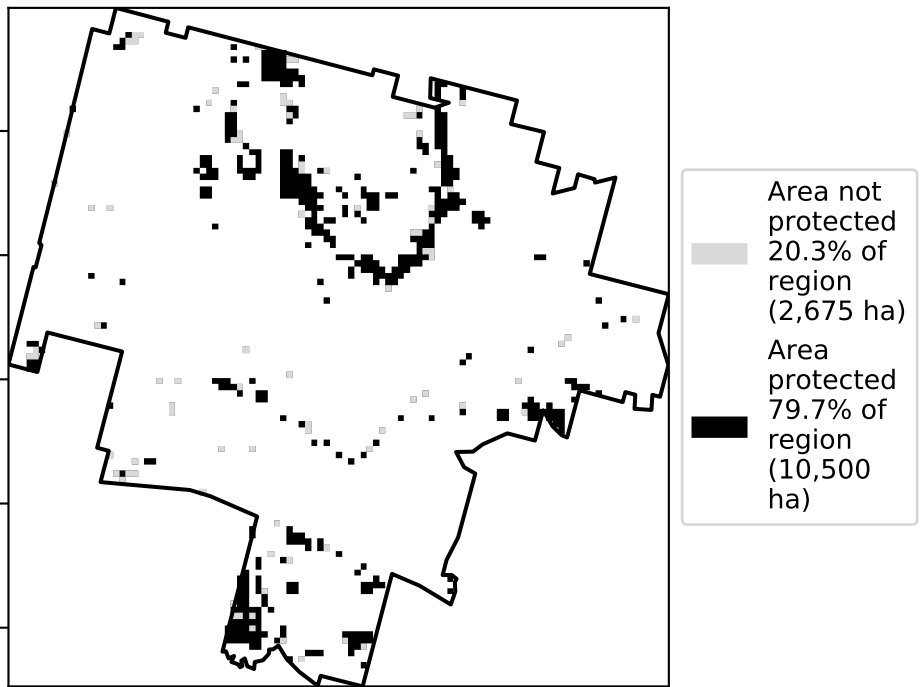 Area not
protected
20.3% of
region
(2,675 ha)
Area
protected
79.7% of
region
(10,500
ha)